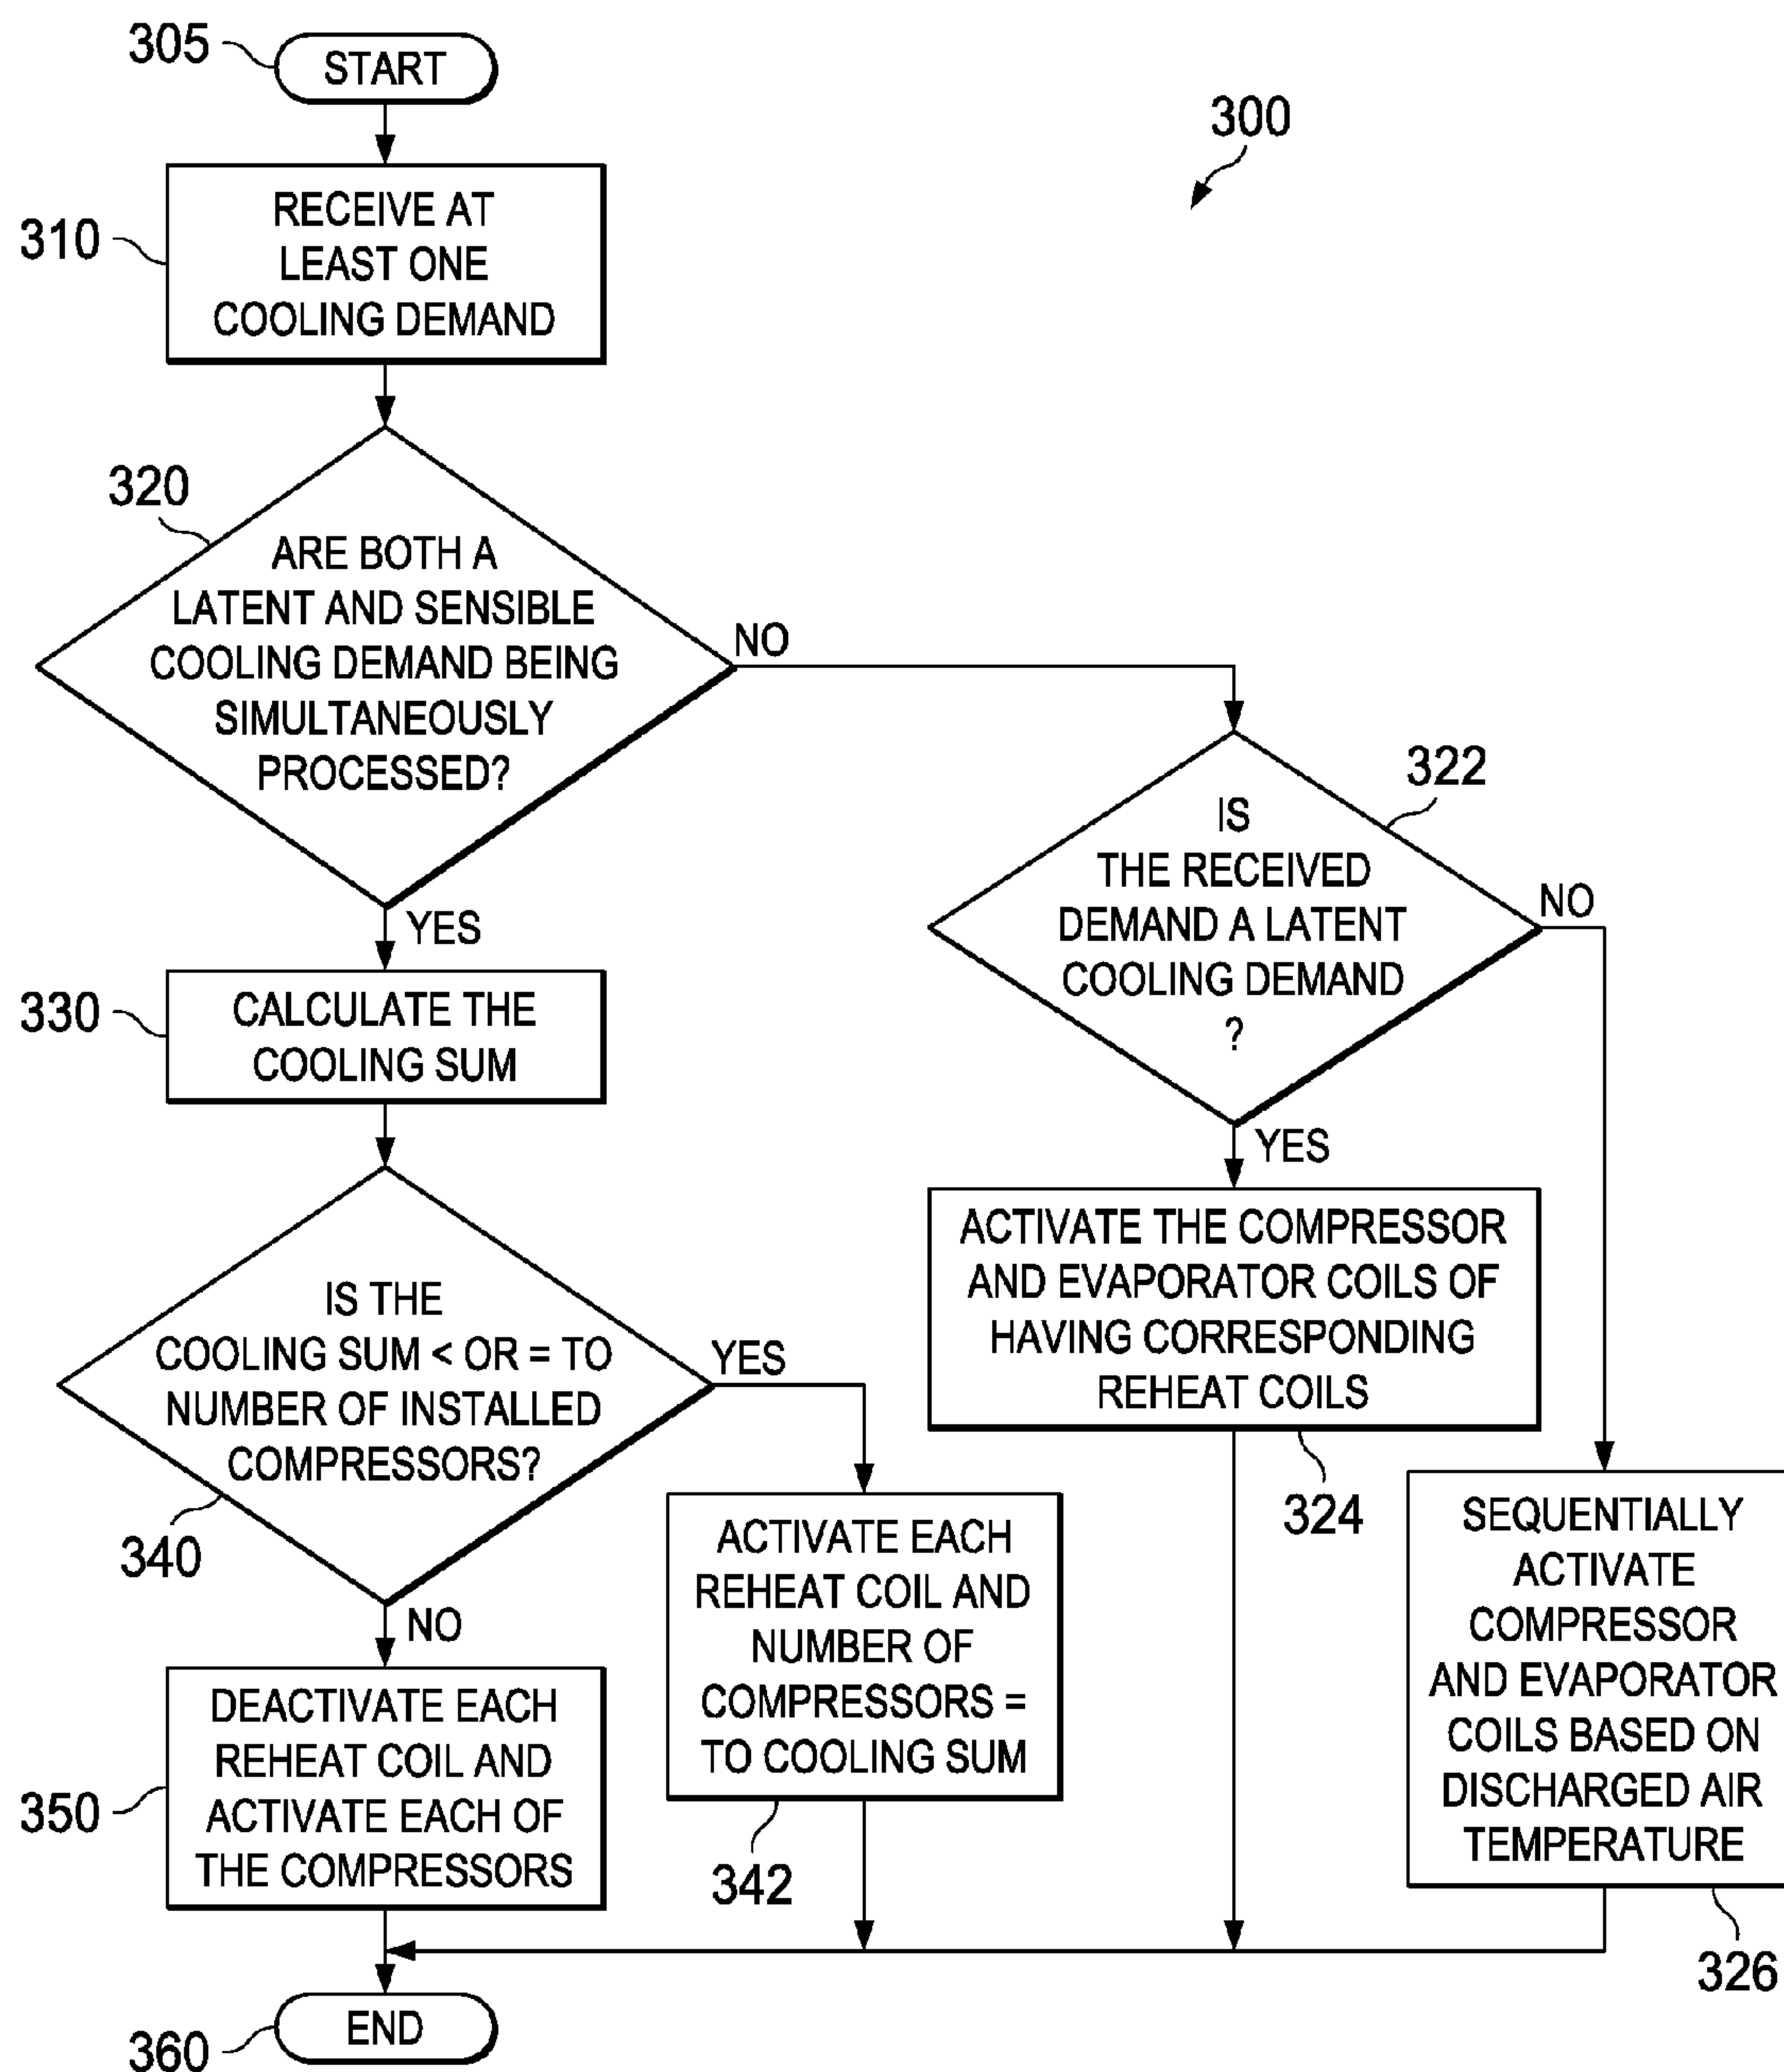 305
START
300
310
RECEIVE AT
LEAST ONE
COOLING DEMAND
320
ARE BOTH A
LATENT AND SENSIBLE
COOLING DEMAND BEING
SIMULTANEOUSLY
PROCESSED?
NO
YES
322
IS
THE RECEIVED
DEMAND A LATENT
COOLING DEMAND
?
NO
YES
330
CALCULATE THE
COOLING SUM
324
ACTIVATE THE COMPRESSOR
AND EVAPORATOR COILS OF
HAVING CORRESPONDING
REHEAT COILS
340
IS THE
COOLING SUM < OR = TO
NUMBER OF INSTALLED
COMPRESSORS?
YES
NO
342
ACTIVATE EACH
REHEAT COIL AND
NUMBER OF
COMPRESSORS =
TO COOLING SUM
326
SEQUENTIALLY
ACTIVATE
COMPRESSOR
AND EVAPORATOR
COILS BASED ON
DISCHARGED AIR
TEMPERATURE
350
DEACTIVATE EACH
REHEAT COIL AND
ACTIVATE EACH OF
THE COMPRESSORS
360
END